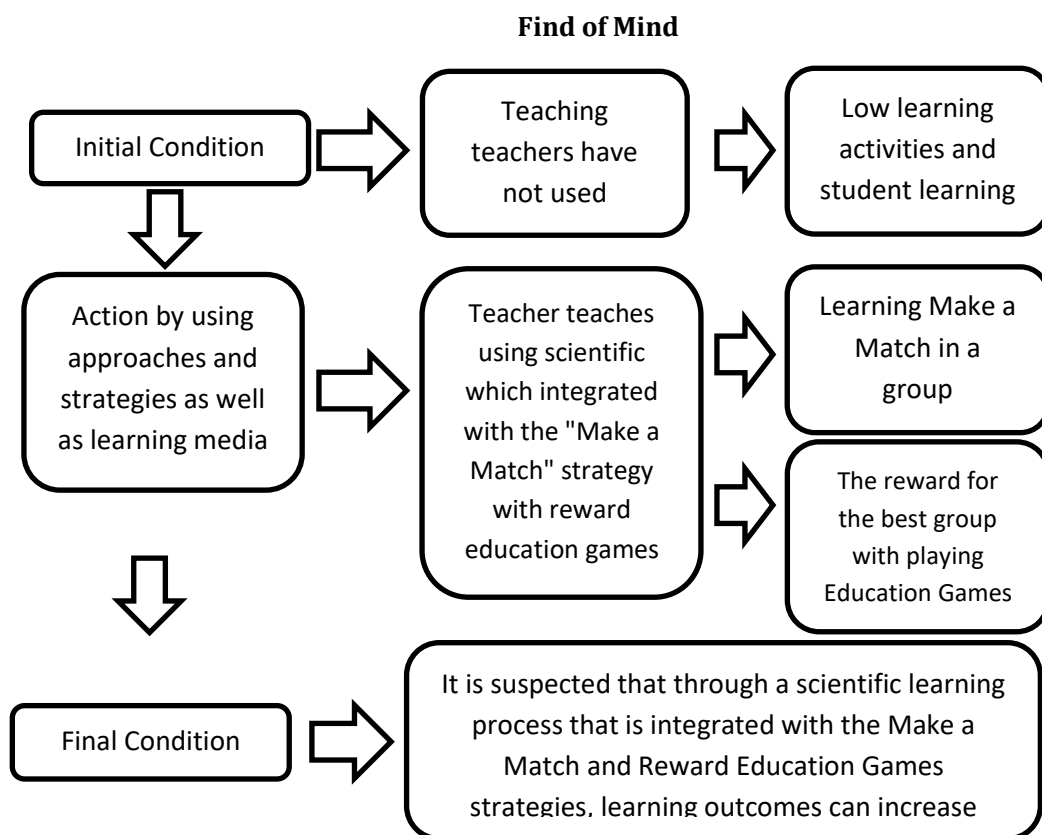 Find of Mind
Initial Condition
Teaching
teachers have
not used
Low learning
activities and
student learning
Action by using
approaches and
strategies as well
as learning media
Teacher teaches
using scientific
which integrated
with the "Make a
Match" strategy
with reward
education games
Learning Make a
Match in a
group
The reward for
the best group
with playing
Education Games
Final Condition
It is suspected that through a scientific learning
process that is integrated with the Make a
Match and Reward Education Games
strategies, learning outcomes can increase